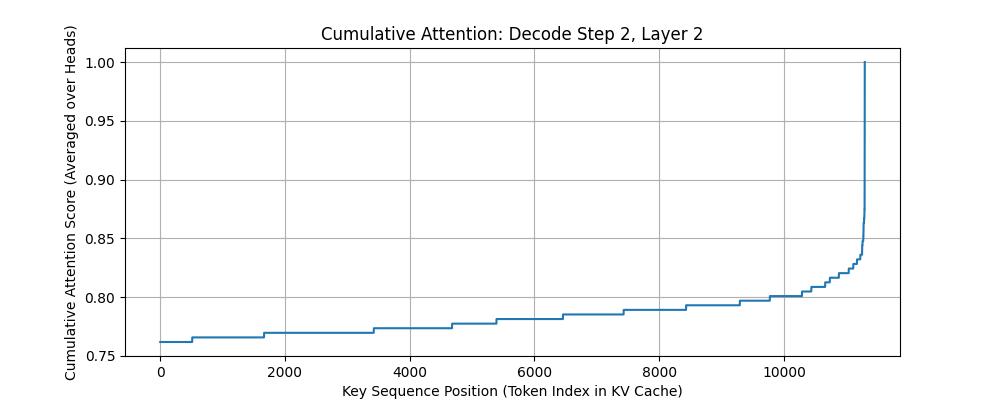 Cumulative Attention: Decode Step 2, Layer 2
Cumulative Attention Score (Averaged over Heads)
1.00
0.95
0.90
0.85
0.80
0.75
0 2000 4000 6000 8000 10000
Key Sequence Position (Token Index in KV Cache)